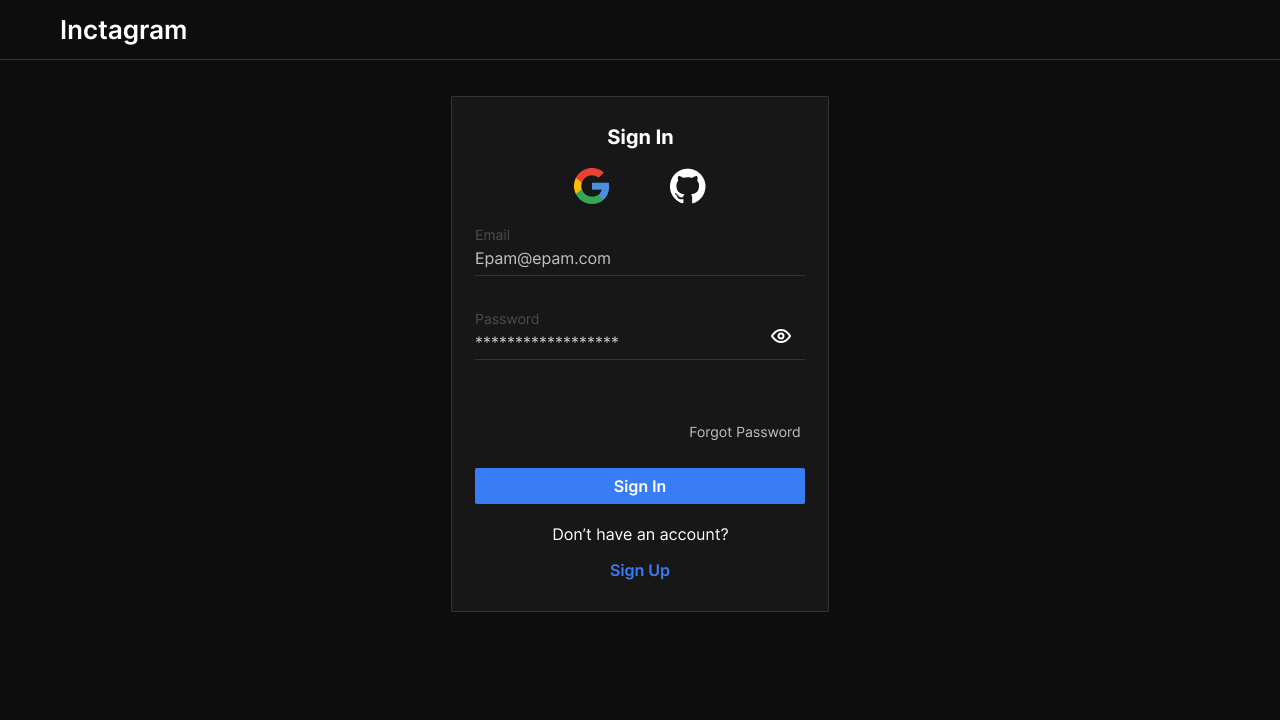 Inctagram
Sign In
Email
Epam@epam.com
Password
******************
Forgot Password
Sign In
Don’t have an account?
Sign Up